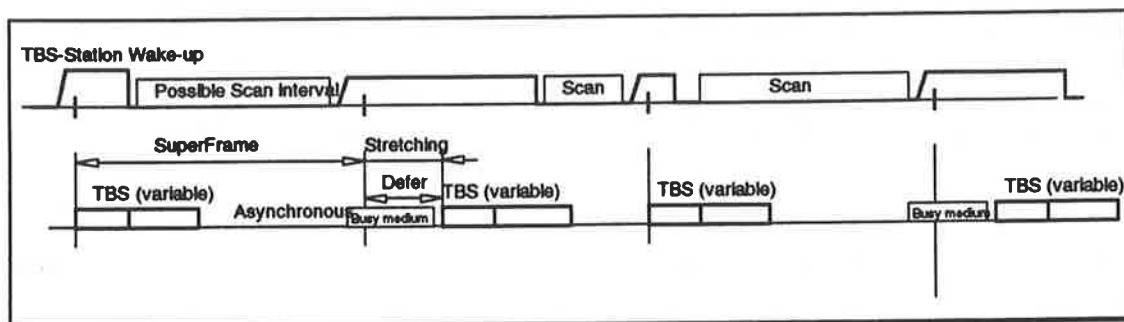 TBS-Station Wake-up
Possible Scan Interval
Scan
Scan
SuperFrame
Stretching
Defer
TBS (variable)
TBS (variable)
TBS (variable)
TBS (variable)
Asynchronous
Busy medium
Busy medium